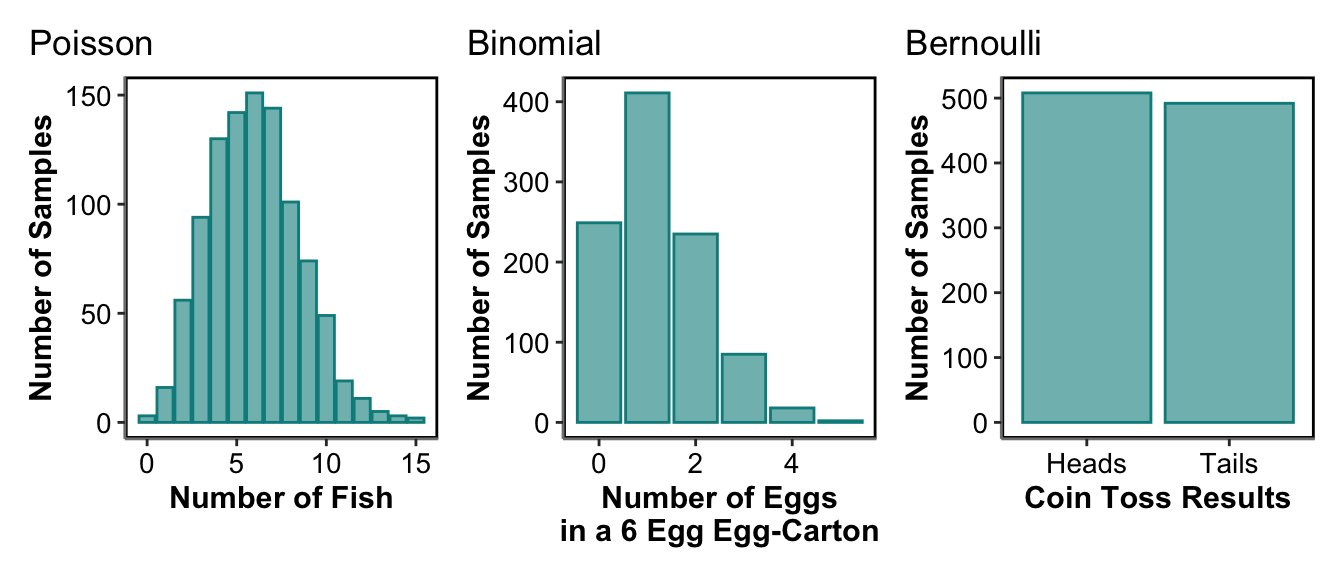 Poisson
Number of Samples
150
100
50
0
0 5 10 15
Number of Fish
Binomial
Number of Samples
400
300
200
100
0
0 2 4
Number of Eggs
in a 6 Egg Egg-Carton
Bernoulli
Number of Samples
500
400
300
200
100
0
Heads Tails
Coin Toss Results